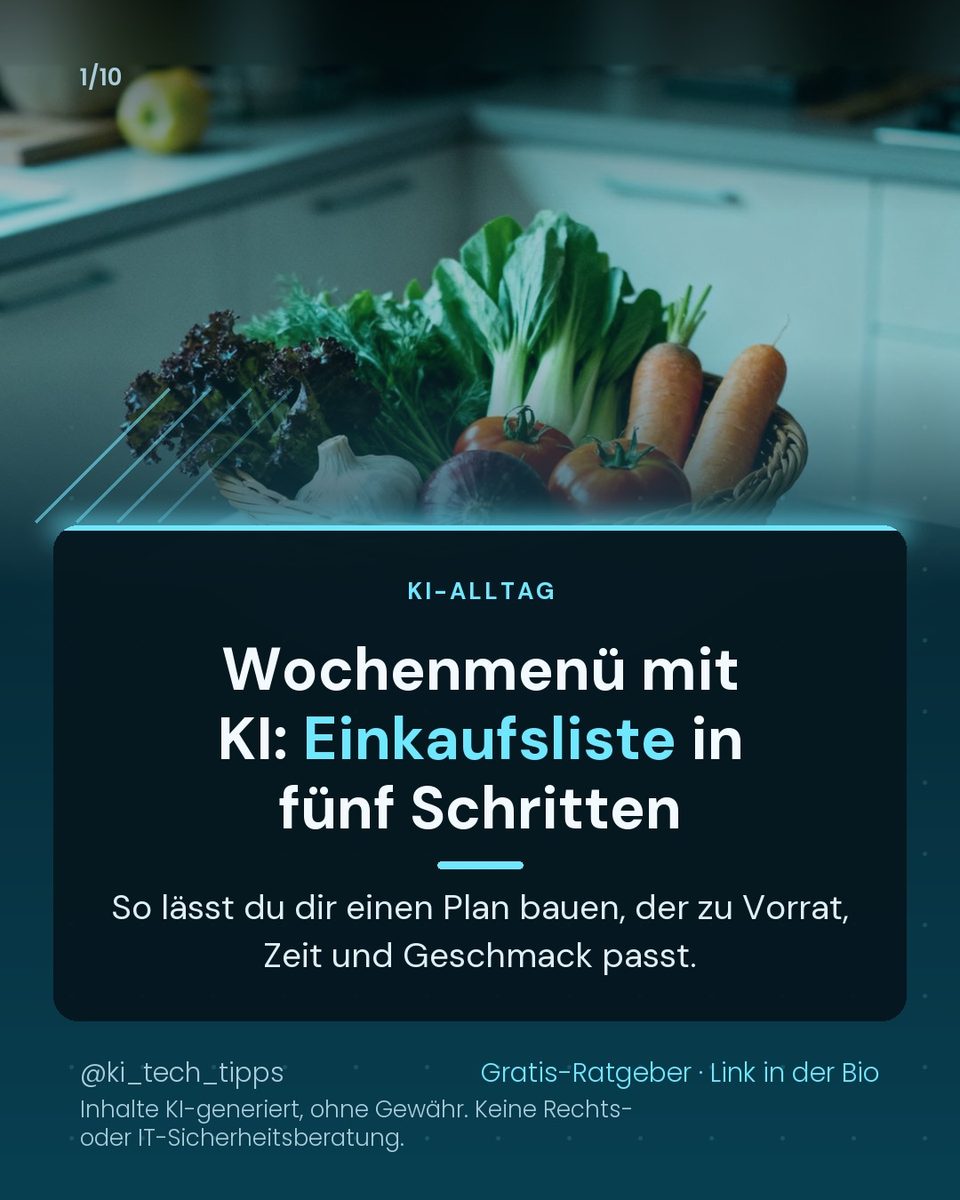 1/10
KI-ALLTAG
Wochenmenü mit
KI: Einkaufsliste in
fünf Schritten
So lässt du dir einen Plan bauen, der zu Vorrat,
Zeit und Geschmack passt.
@ki_tech_tipps
Gratis-Ratgeber · Link in der Bio
Inhalte KI-generiert, ohne Gewähr. Keine Rechts-
oder IT-Sicherheitsberatung.